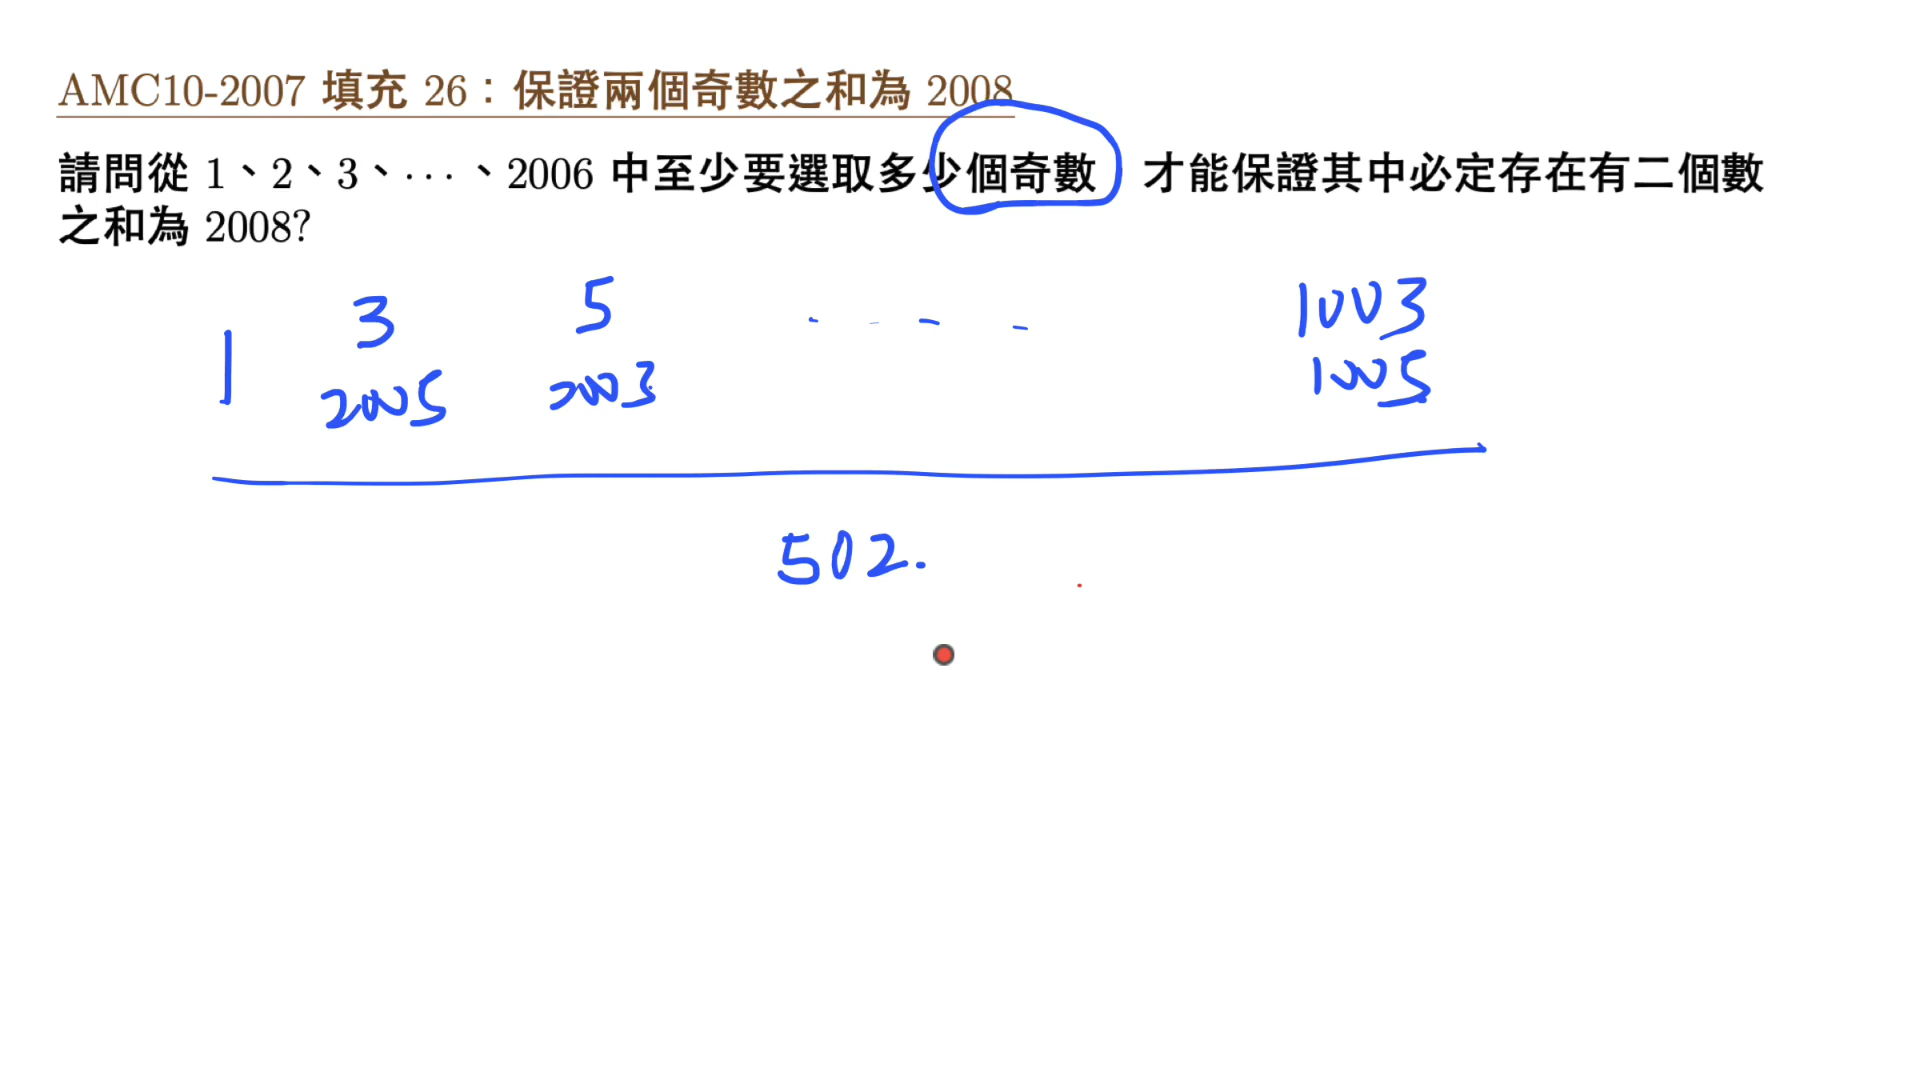 AMC10-2007 填充 26：保證兩個奇數之和為 2008
請問從 1、2、3、⋯、2006 中至少要選取多少個奇數 才能保證其中必定存在有二個數
之和為 2008?
1 3 5 . - - - 1003
2005 2003 1005
502.